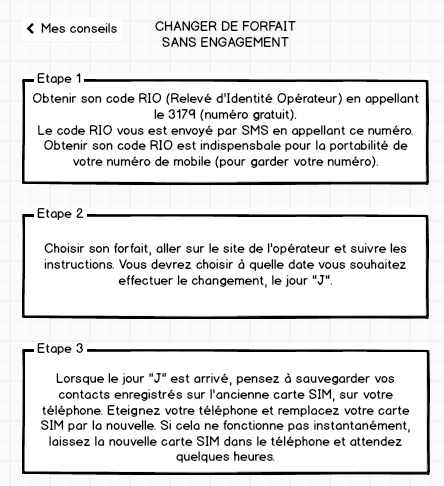 Mes conseils
CHANGER DE FORFAIT
SANS ENGAGEMENT
Etape 1
Obtenir son code RIO (Relevé d'Identité Opérateur) en appellant
le 3179 (numéro gratuit).
Le code RIO vous est envoyé par SMS en appellant ce numéro.
Obtenir son code RIO est indispensbale pour la portabilité de
votre numéro de mobile (pour garder votre numéro).
Etape 2
Choisir son forfait, aller sur le site de l'opérateur et suivre les
instructions. Vous devrez choisir à quelle date vous souhaitez
effectuer le changement, le jour "J".
Etape 3
Lorsque le jour "J" est arrivé, pensez à sauvegarder vos
contacts enregistrés sur l'ancienne carte SIM, sur votre
téléphone. Eteignez votre téléphone et remplacez votre carte
SIM par la nouvelle. Si cela ne fonctionne pas instantanément,
laissez la nouvelle carte SIM dans le téléphone et attendez
quelques heures.